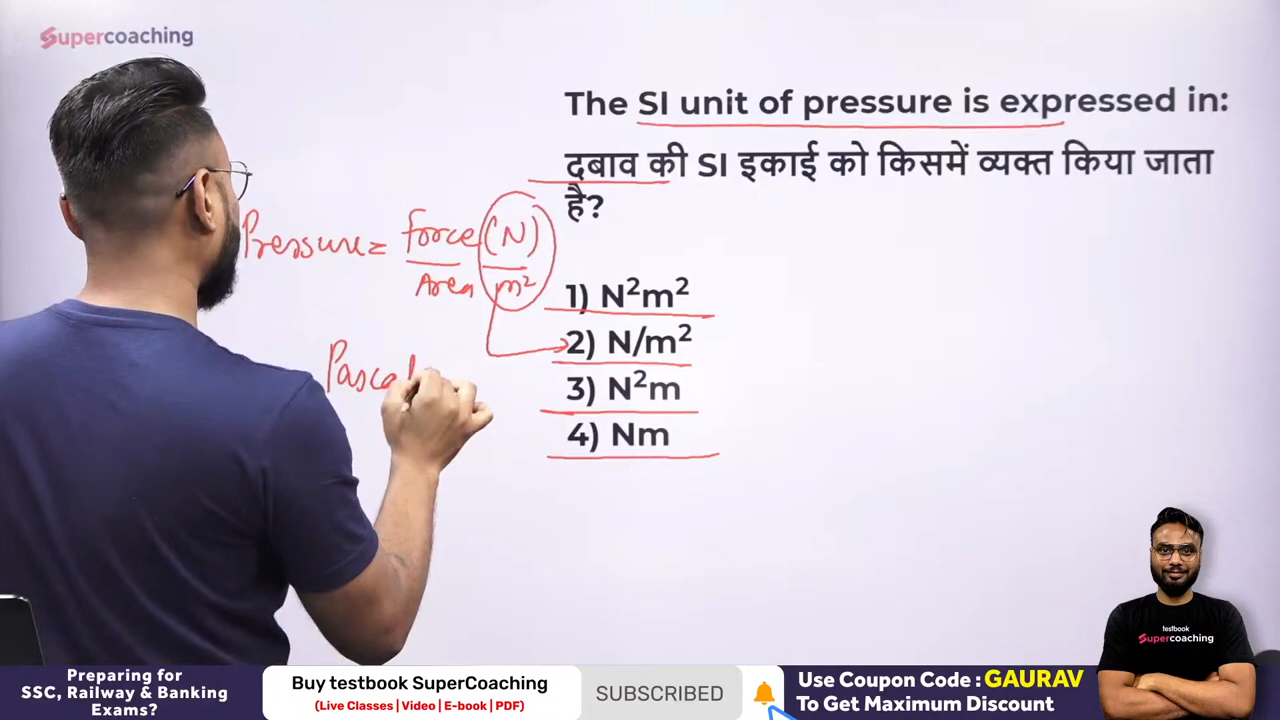 Supercoaching
The SI unit of pressure is expressed in:
दबाव की SI इकाई को किसमें व्यक्त किया जाता
है?
Pressure = force (N)
Area m²
1) N²m²
2) N/m²
3) N²m
4) Nm
Pascal
testbook
Supercoaching
Preparing for
SSC, Railway & Banking
Exams?
Buy testbook SuperCoaching
(Live Classes | Video | E-book | PDF)
SUBSCRIBED
Use Coupon Code : GAURAV
To Get Maximum Discount